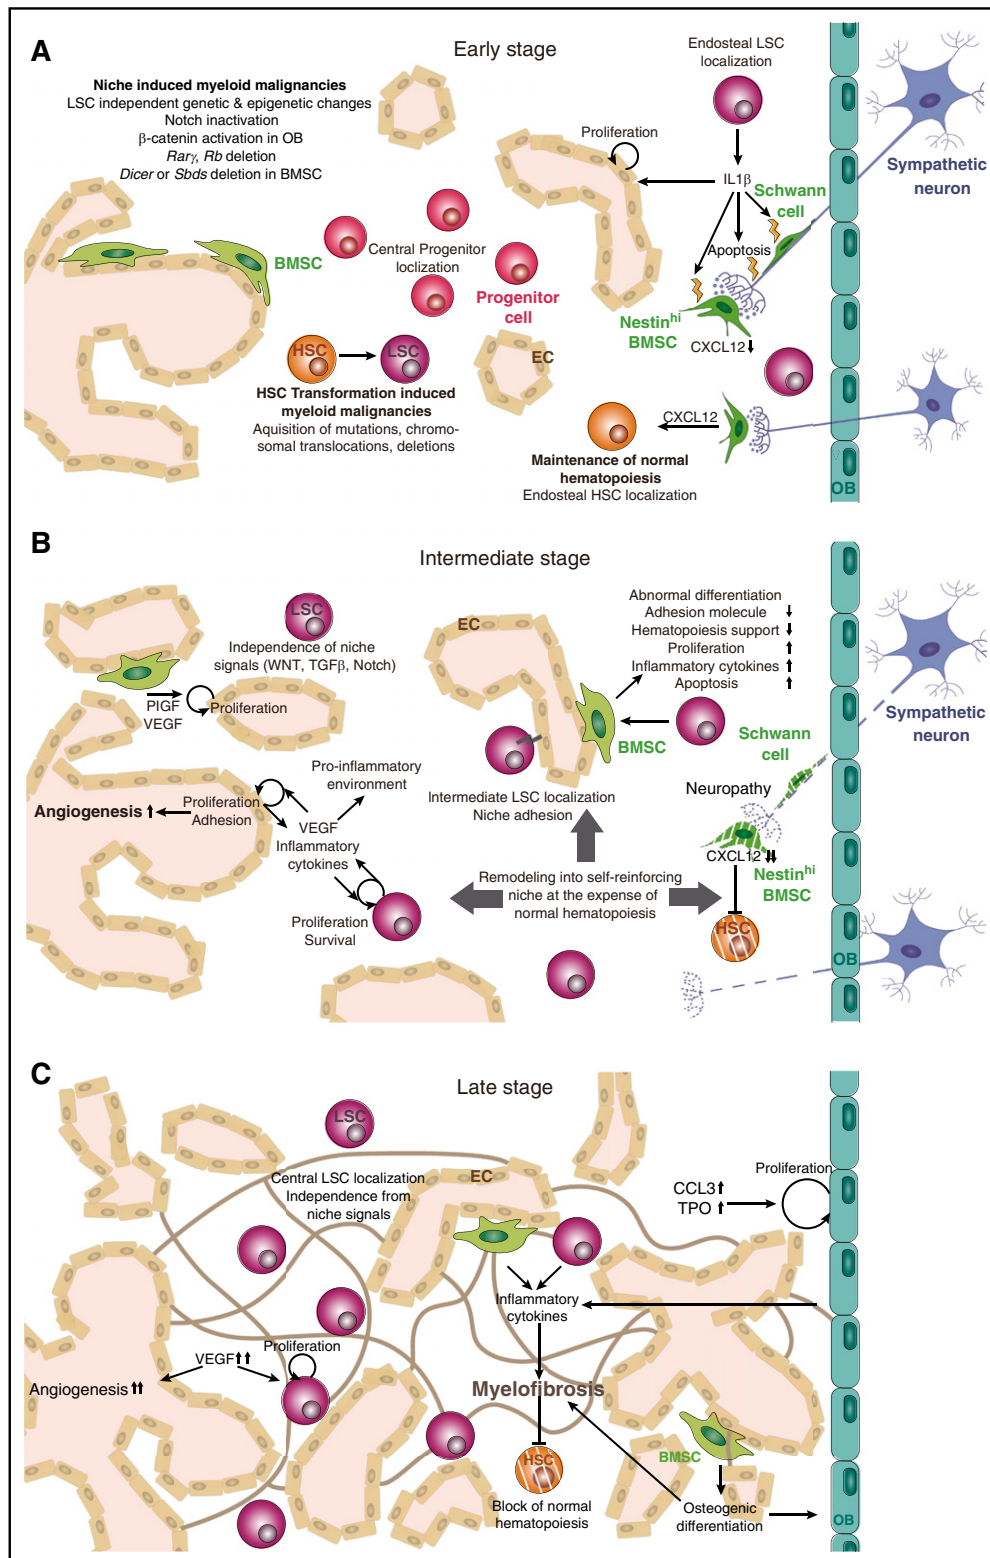 A
Early stage
Niche induced myeloid malignancies
LSC independent genetic & epigenetic changes
Notch inactivation
β-catenin activation in OB
Rarγ, Rb deletion
Dicer or Sbds deletion in BMSC
Endosteal LSC
localization
Proliferation
IL1β
Schwann
cell
Sympathetic
neuron
Apoptosis
BMSC
Central Progenitor
loclization
Progenitor
cell
Nestinhi
BMSC
CXCL12
HSC
LSC
EC
HSC Transformation induced
myeloid malignancies
Aquisition of mutations, chromo-
somal translocations, deletions
CXCL12
Maintenance of normal
hematopoiesis
Endosteal HSC localization
OB
B
Intermediate stage
LSC
Independence of niche
signals (WNT, TGFβ, Notch)
PIGF
VEGF
Proliferation
EC
Abnormal differentiation
Adhesion molecule
Hematopoiesis support
Proliferation
Inflammatory cytokines
Apoptosis
BMSC
Schwann
cell
Sympathetic
neuron
Pro-inflammatory
environment
Intermediate LSC localization
Niche adhesion
Neuropathy
Angiogenesis
Proliferation
Adhesion
VEGF
Inflammatory
cytokines
CXCL12
Nestinhi
BMSC
Remodeling into self-reinforcing
niche at the expense of
normal hematopoiesis
Proliferation
Survival
HSC
OB
C
Late stage
LSC
Central LSC localization
Independence from
niche signals
EC
Proliferation
CCL3
TPO
Inflammatory
cytokines
VEGF
Proliferation
Angiogenesis
Myelofibrosis
HSC
Block of normal
hematopoiesis
BMSC
Osteogenic
differentiation
OB